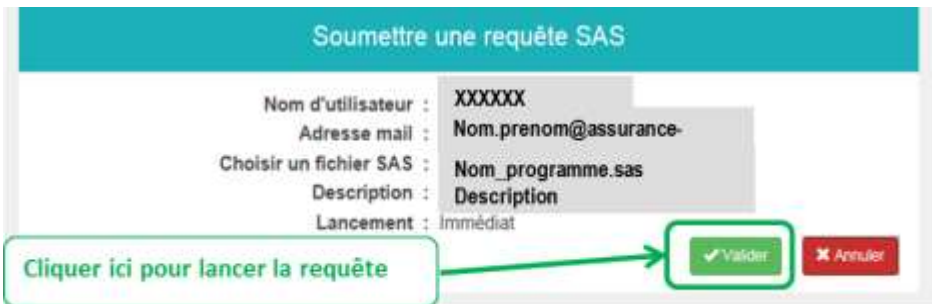 Soumettre une requête SAS
Nom d'utilisateur : XXXXXX
Adresse mail : Nom.prenom@assurance-
Choisir un fichier SAS : Nom_programme.sas
Description : Description
Lancement : Immédiat
Cliquer ici pour lancer la requête
Valider
Annuler